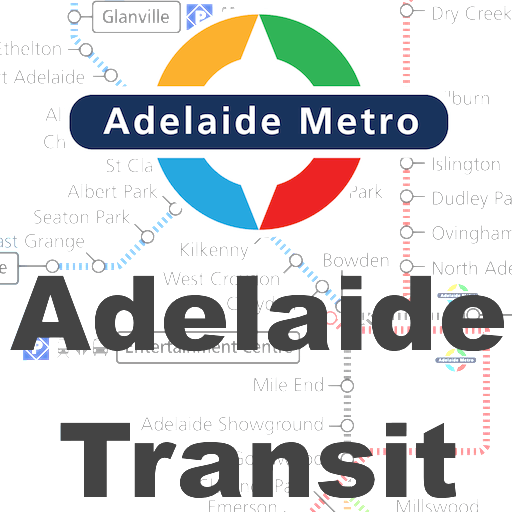 Glanville
Dry Creek
Ethelton
t Adelaide
lburn
Adelaide Metro
Al
Ch
St Cla
Islington
Albert Park
Park
Dudley Pa
Seaton Park
Ovingham
ast Grange
Kilkenny
Bowden
e
West Croydon
North Ade
Adelaide
Entertainment Centre
Mile End
Adelaide Showground
Transit
Emerson
Millswood